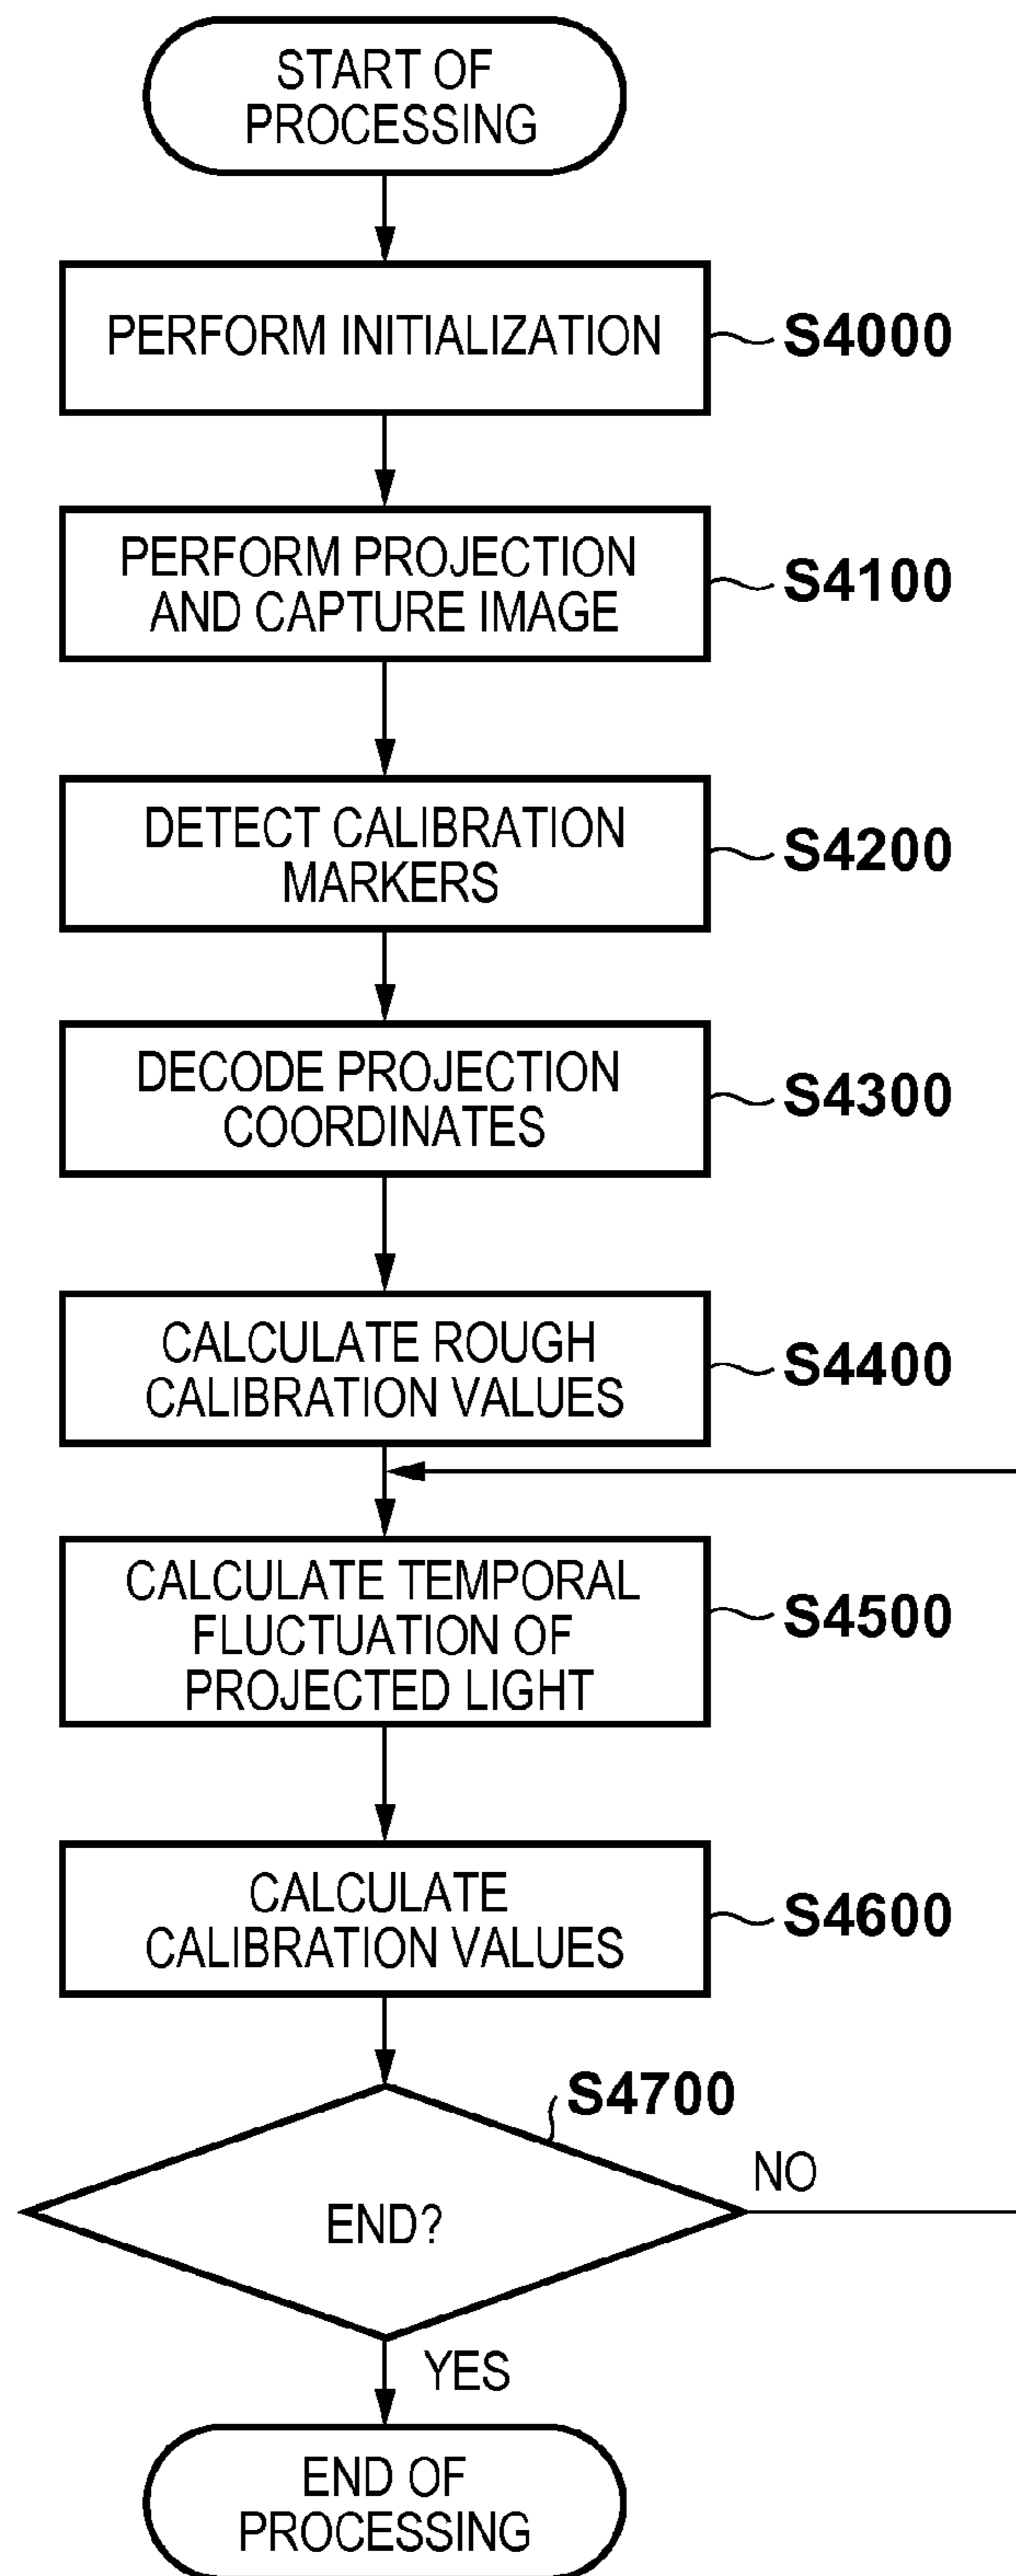 START OF
PROCESSING
PERFORM INITIALIZATION
S4000
PERFORM PROJECTION
AND CAPTURE IMAGE
S4100
DETECT CALIBRATION
MARKERS
S4200
DECODE PROJECTION
COORDINATES
S4300
CALCULATE ROUGH
CALIBRATION VALUES
S4400
CALCULATE TEMPORAL
FLUCTUATION OF
PROJECTED LIGHT
S4500
CALCULATE
CALIBRATION VALUES
S4600
S4700
END?
NO
YES
END OF
PROCESSING